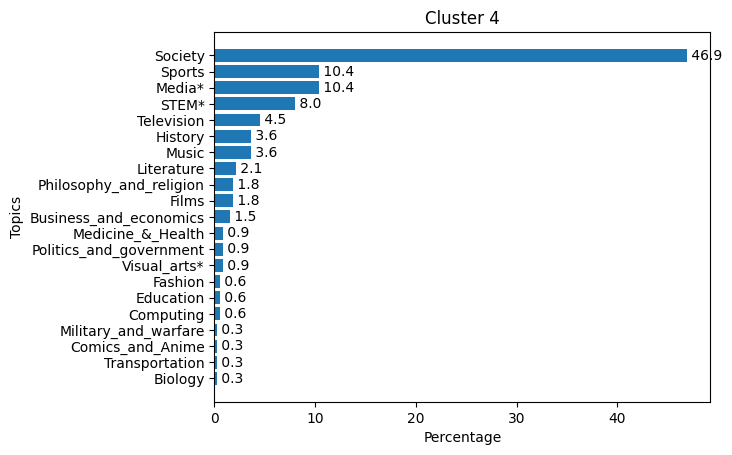 Cluster 4
Topics
Society 46.9
Sports 10.4
Media* 10.4
STEM* 8.0
Television 4.5
History 3.6
Music 3.6
Literature 2.1
Philosophy_and_religion 1.8
Films 1.8
Business_and_economics 1.5
Medicine_&_Health 0.9
Politics_and_government 0.9
Visual_arts* 0.9
Fashion 0.6
Education 0.6
Computing 0.6
Military_and_warfare 0.3
Comics_and_Anime 0.3
Transportation 0.3
Biology 0.3
0 10 20 30 40
Percentage